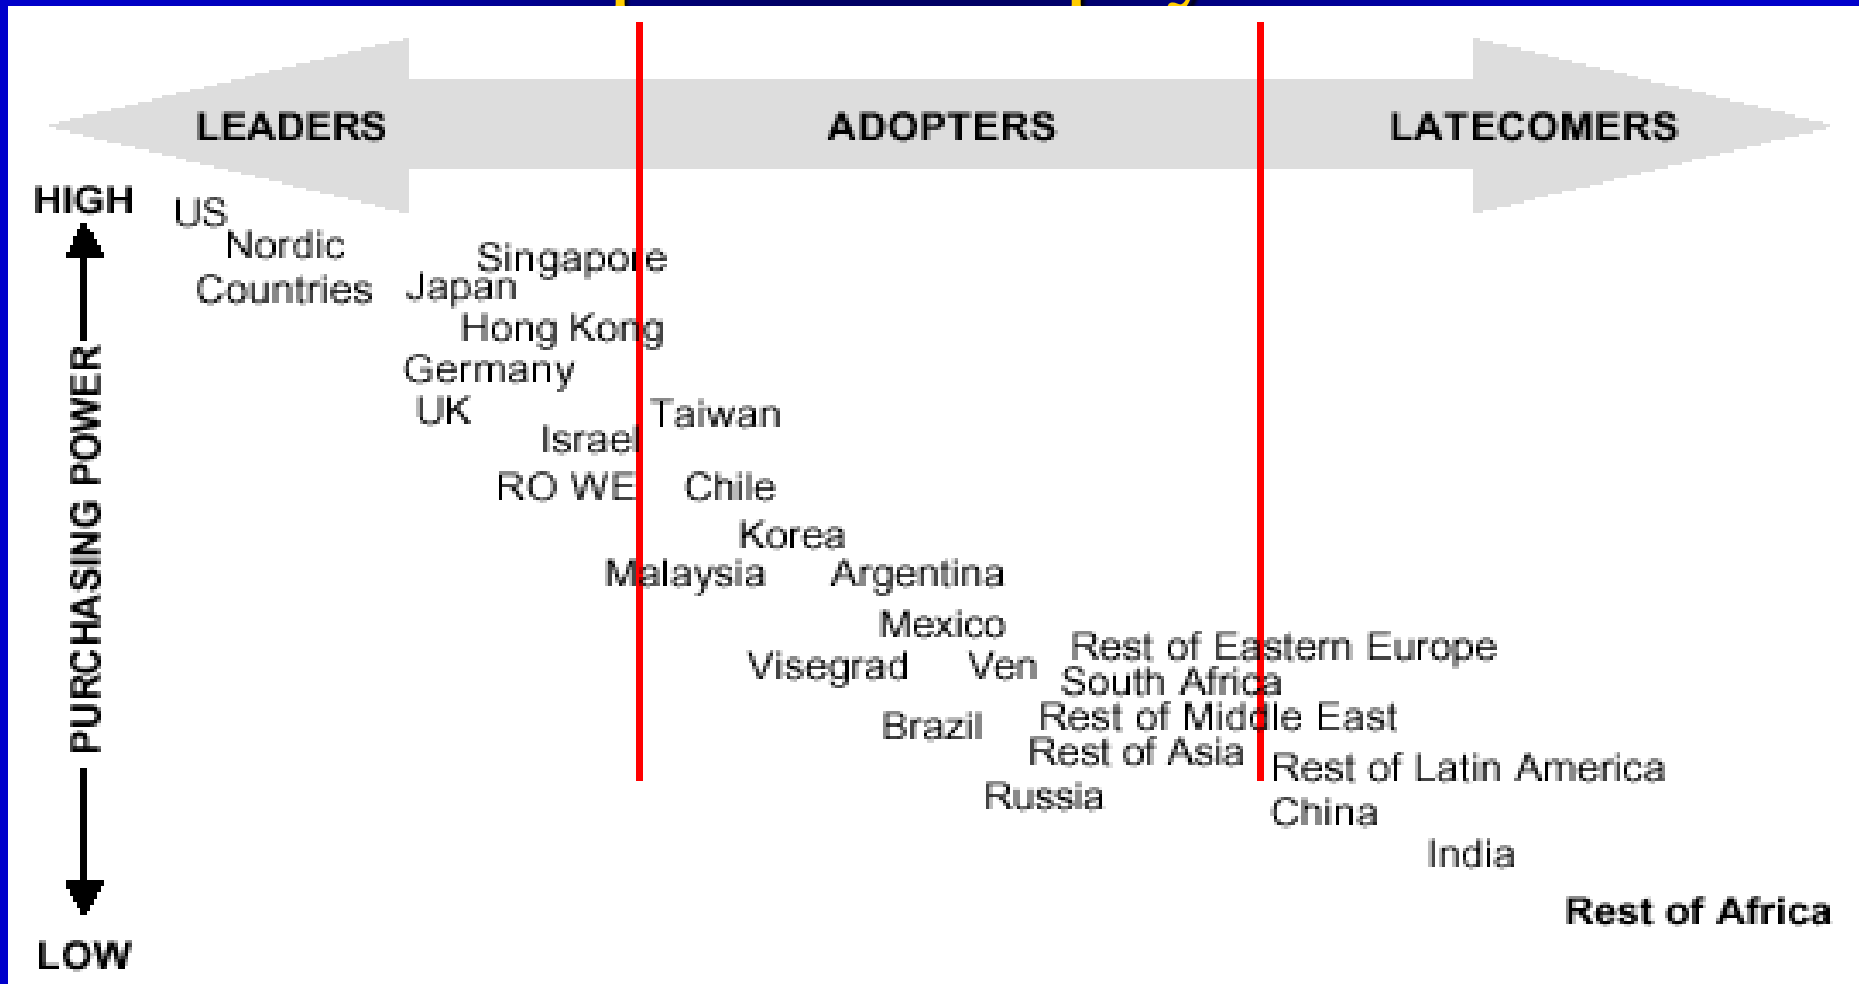 LEADERS ADOPTERS LATECOMERS
HIGH
US
Nordic
Countries
Singapore
Japan
Hong Kong
Germany
UK
Taiwan
Israel
RO WE
Chile
Korea
Malaysia
Argentina
Mexico
Visegrad
Ven
Rest of Eastern Europe
South Africa
Rest of Middle East
Brazil
Rest of Asia
Rest of Latin America
Russia
China
India
Rest of Africa
PURCHASING POWER
LOW